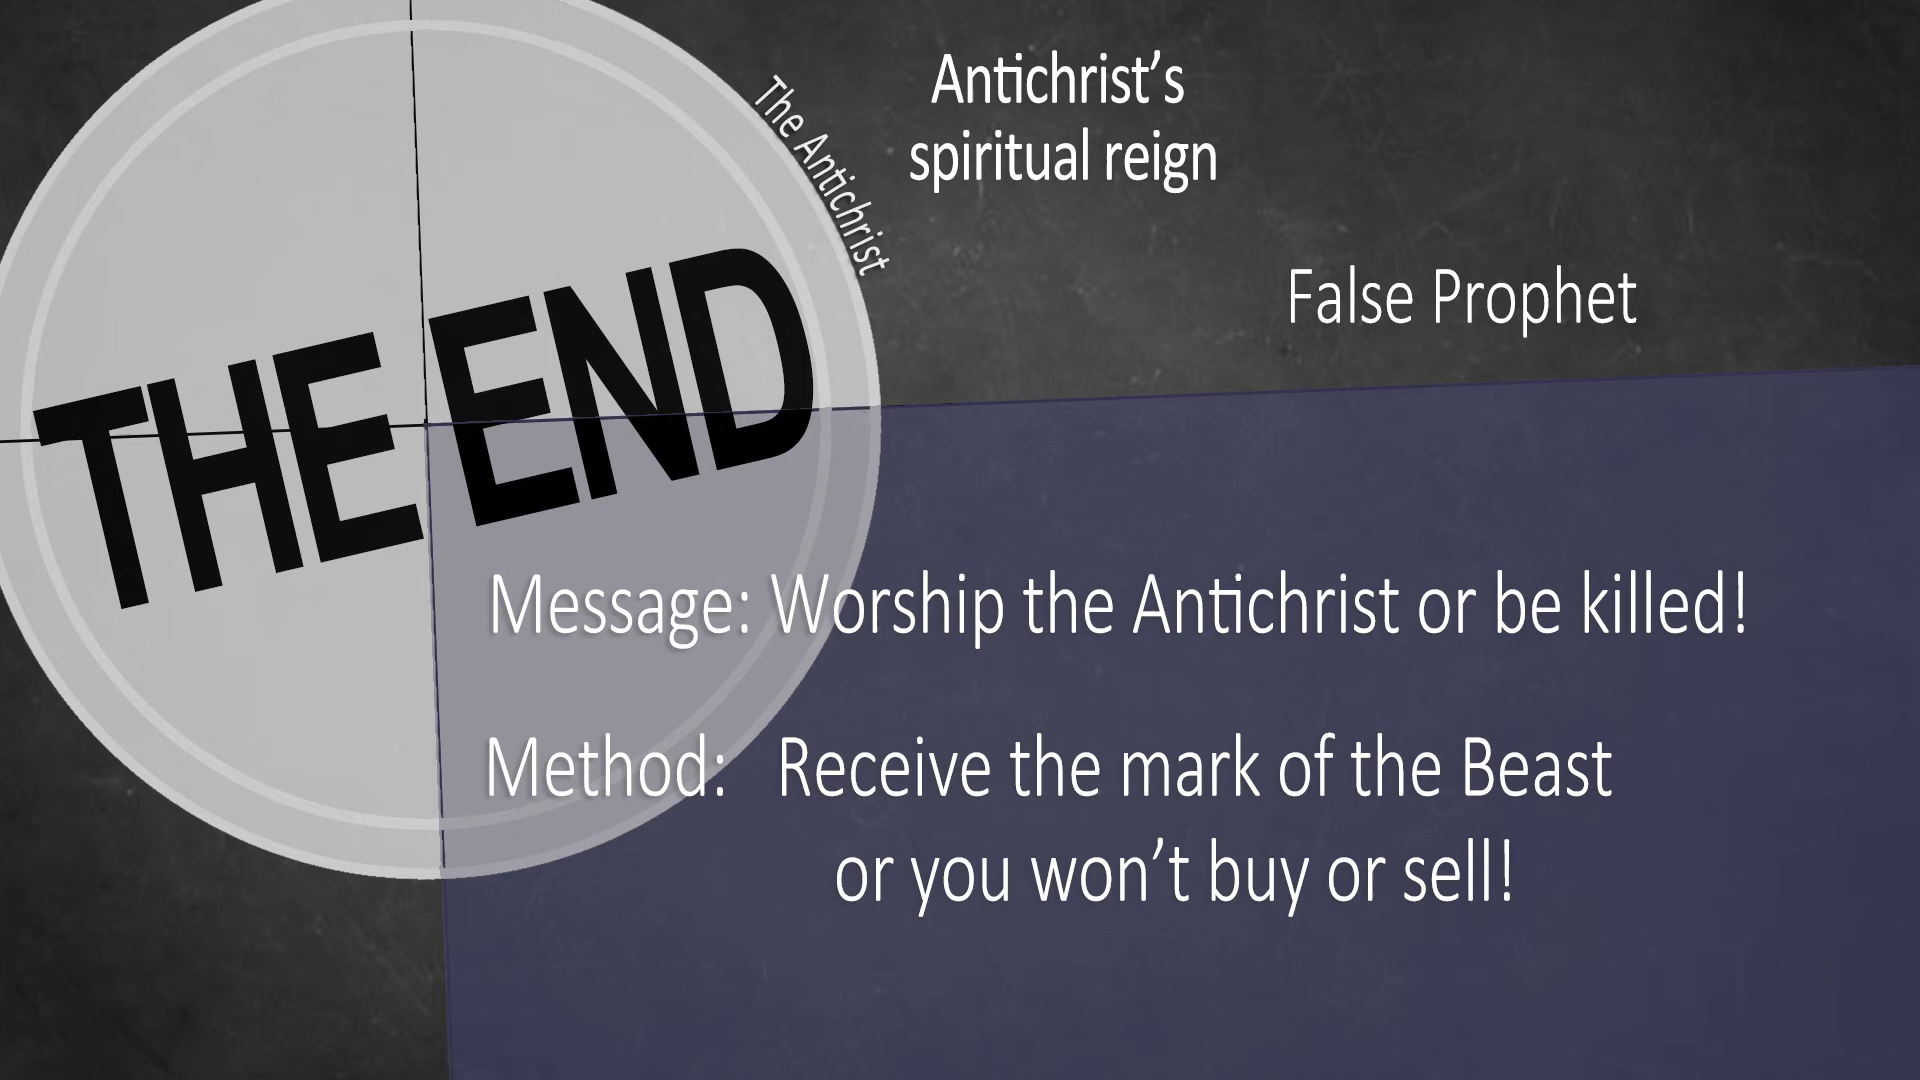 THE END
The Antichrist
Antichrist’s
spiritual reign
False Prophet
Message: Worship the Antichrist or be killed!
Method: Receive the mark of the Beast
or you won’t buy or sell!